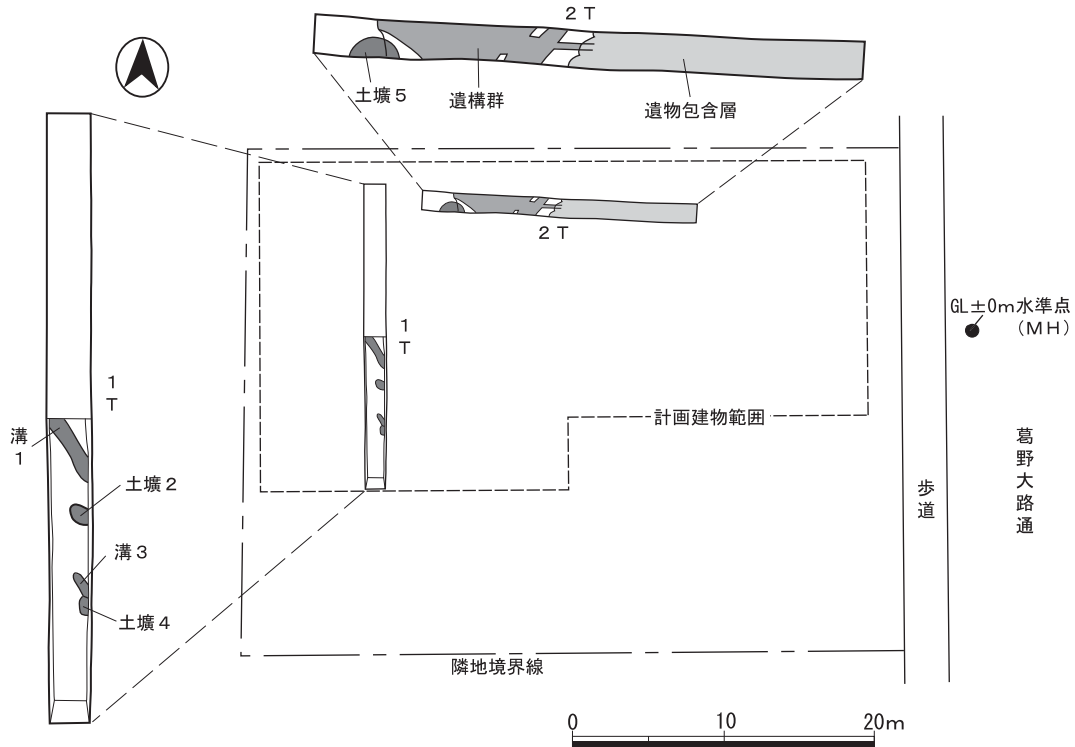 ２Ｔ
土壙５
遺構群
遺物包含層
２Ｔ
１Ｔ
GL±0m水準点
（ＭＨ）
計画建物範囲
１Ｔ
溝１
土壙２
溝３
土壙４
歩道
葛野大路通
隣地境界線
0 10 20m